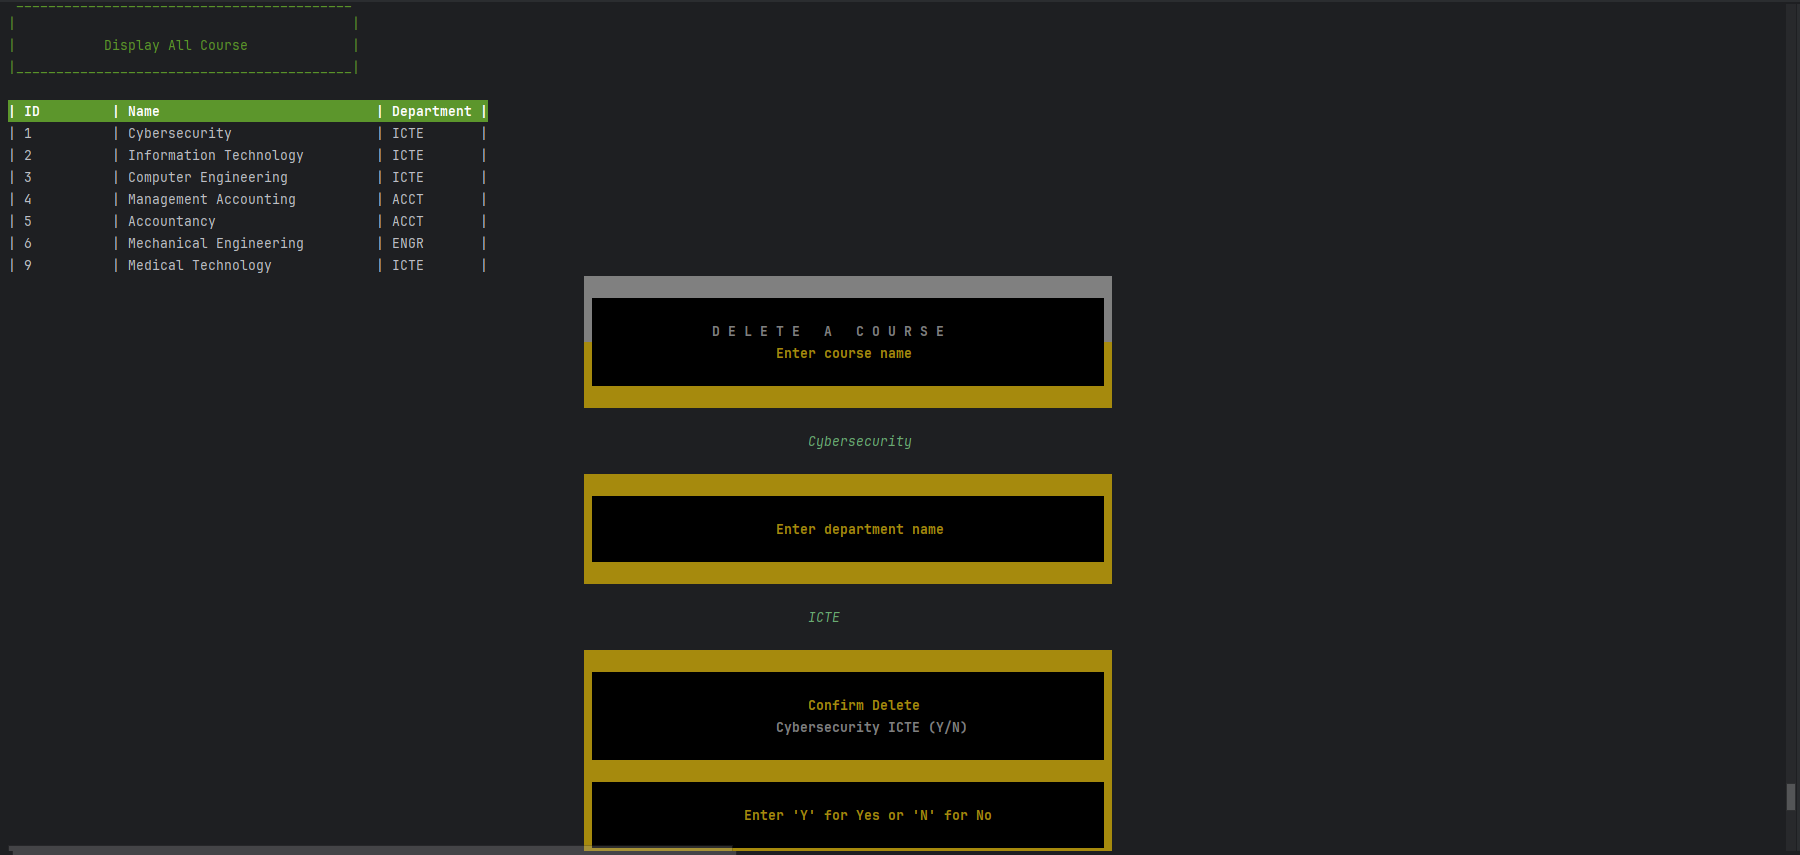 Display All Course
| ID | Name | Department |
| 1 | Cybersecurity | ICTE |
| 2 | Information Technology | ICTE |
| 3 | Computer Engineering | ICTE |
| 4 | Management Accounting | ACCT |
| 5 | Accountancy | ACCT |
| 6 | Mechanical Engineering | ENGR |
| 9 | Medical Technology | ICTE |
D E L E T E   A   C O U R S E
Enter course name
Cybersecurity
Enter department name
ICTE
Confirm Delete
Cybersecurity ICTE (Y/N)
Enter 'Y' for Yes or 'N' for No